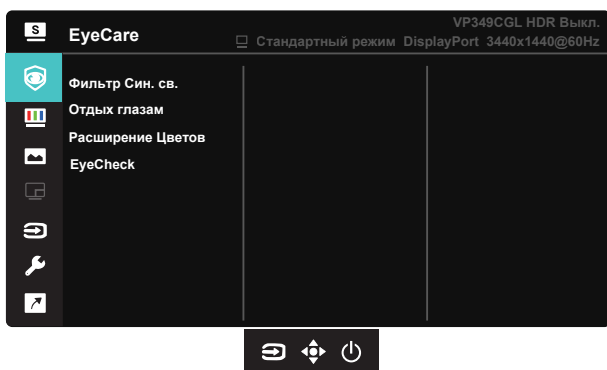 S
EyeCare
VP349CGL HDR Выкл.
Стандартный режим DisplayPort 3440x1440@60Hz
Фильтр Син. св.
Отдых глазам
Расширение Цветов
EyeCheck